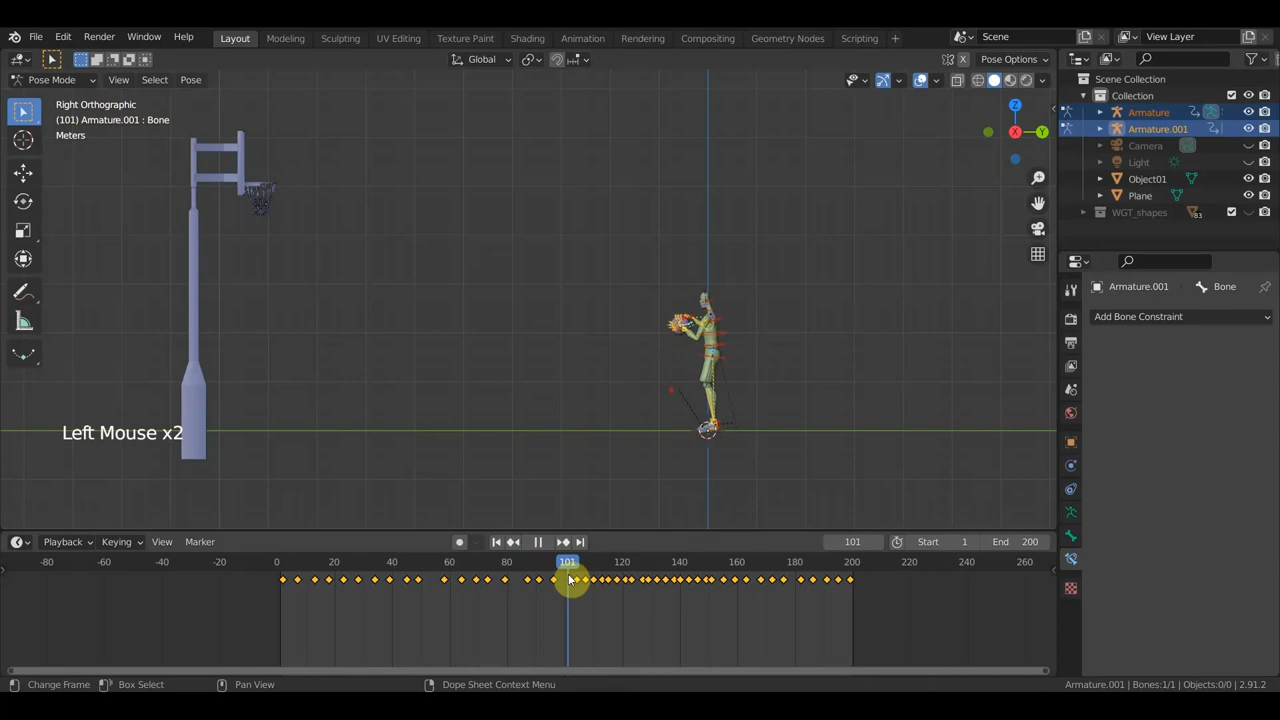 File Edit Render Window Help Layout Modeling Sculpting UV Editing Texture Paint Shading Animation Rendering Compositing Geometry Nodes Scripting + Scene View Layer
Global
Pose Mode View Select Pose Pose Options
Right Orthographic
(101) Armature.001 : Bone
Meters
Z
X
Y
Left Mouse x2
Scene Collection
Collection
Armature
Armature.001
Camera
Light
Object01
Plane
WGT_shapes 83
Armature.001 Bone
Add Bone Constraint
Playback Keying View Marker 101 Start 1 End 200
-80 -60 -40 -20 0 20 40 60 80 101 120 140 160 180 200 220 240 260
Change Frame Box Select Pan View Dope Sheet Context Menu Armature.001 | Bones:1/1 | Objects:0/0 | 2.91.2